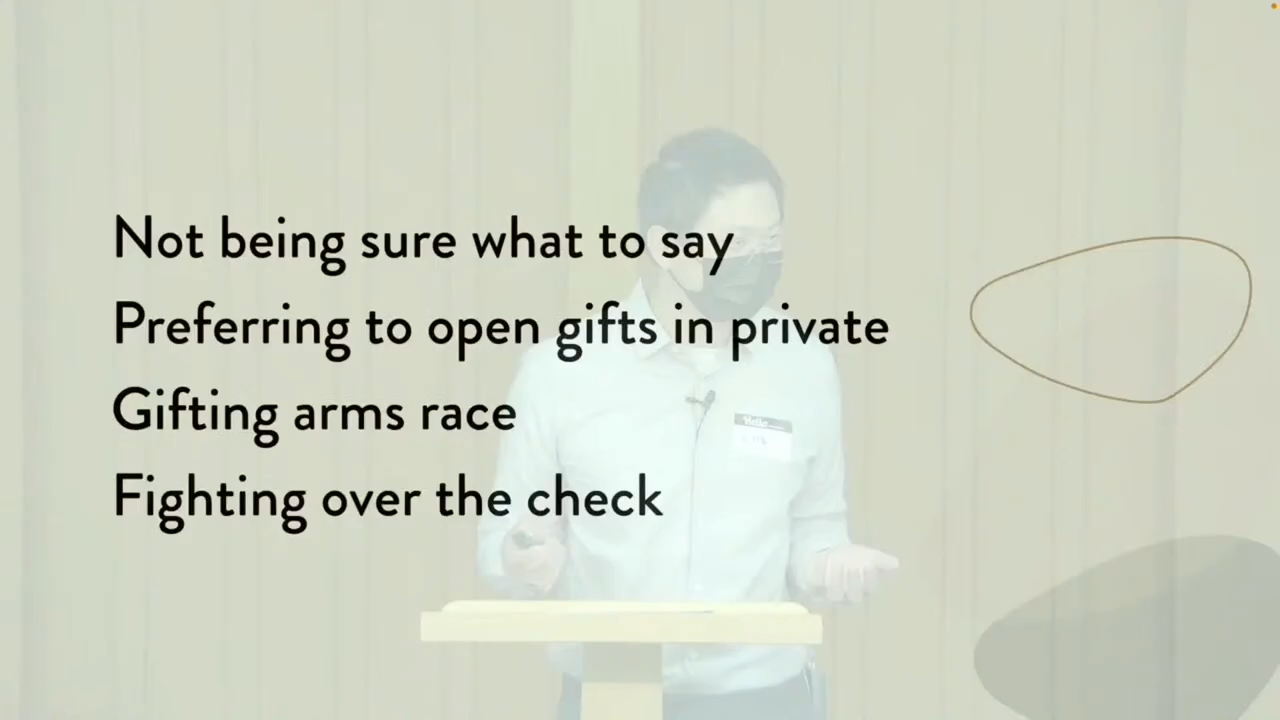 Not being sure what to say
Preferring to open gifts in private
Gifting arms race
Fighting over the check
Hello